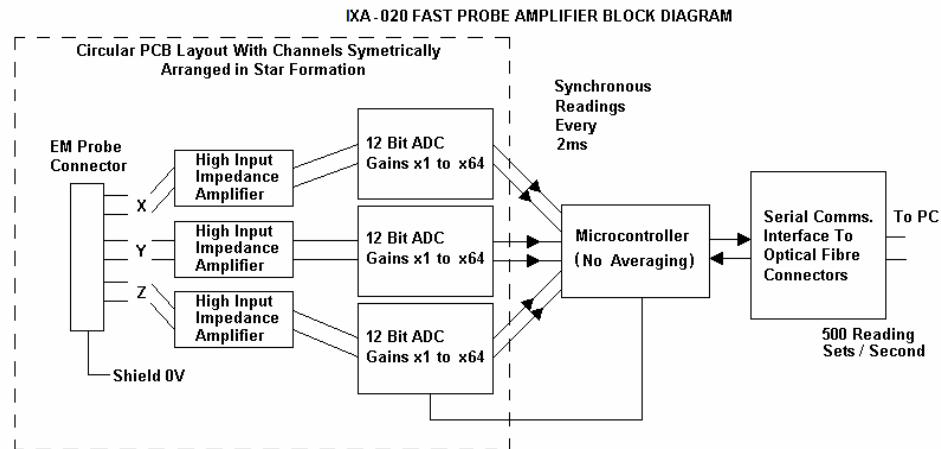 IXA-020 FAST PROBE AMPLIFIER BLOCK DIAGRAM
Circular PCB Layout With Channels Symetrically
Arranged in Star Formation
EM Probe
Connector
X
Y
Z
Shield 0V
High Input
Impedance
Amplifier
High Input
Impedance
Amplifier
High Input
Impedance
Amplifier
12 Bit ADC
Gains x1 to x64
12 Bit ADC
Gains x1 to x64
12 Bit ADC
Gains x1 to x64
Synchronous
Readings
Every
2ms
Microcontroller
(No Averaging)
Serial Comms.
Interface To
Optical Fibre
Connectors
To PC
500 Reading
Sets / Second